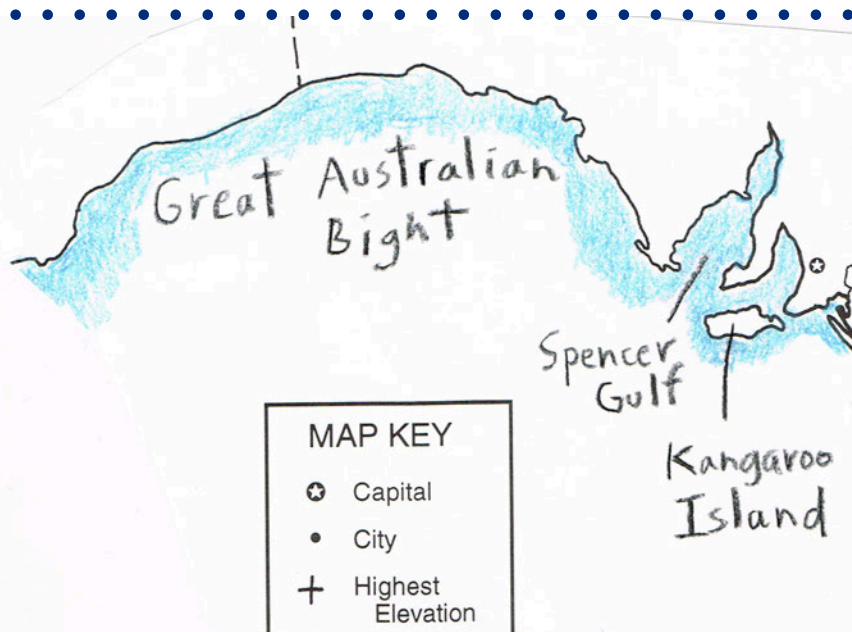 Great Australian
Bight
Spencer
Gulf
Kangaroo
Island
MAP KEY
Capital
City
Highest
Elevation